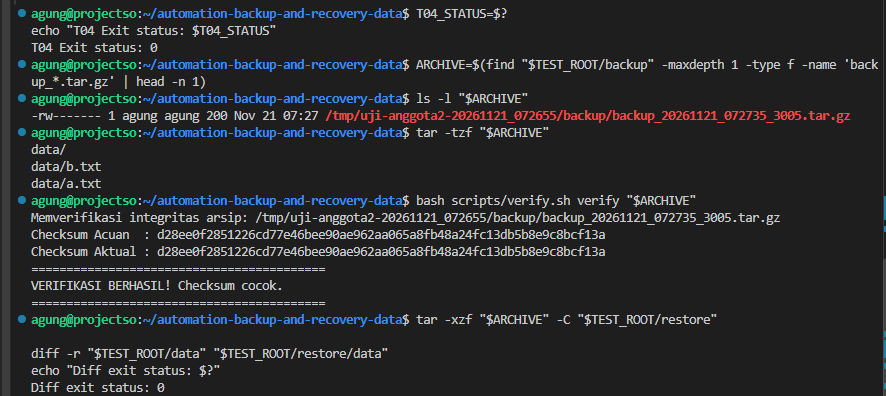 agung@projectso:~/automation-backup-and-recovery-data$ T04_STATUS=$?
echo "T04 Exit status: $T04_STATUS"
T04 Exit status: 0
agung@projectso:~/automation-backup-and-recovery-data$ ARCHIVE=$(find "$TEST_ROOT/backup" -maxdepth 1 -type f -name 'back
up_*.tar.gz' | head -n 1)
agung@projectso:~/automation-backup-and-recovery-data$ ls -l "$ARCHIVE"
-rw------- 1 agung agung 200 Nov 21 07:27 /tmp/uji-anggota2-20261121_072655/backup/backup_20261121_072735_3005.tar.gz
agung@projectso:~/automation-backup-and-recovery-data$ tar -tzf "$ARCHIVE"
data/
data/b.txt
data/a.txt
agung@projectso:~/automation-backup-and-recovery-data$ bash scripts/verify.sh verify "$ARCHIVE"
Memverifikasi integritas arsip: /tmp/uji-anggota2-20261121_072655/backup/backup_20261121_072735_3005.tar.gz
Checksum Acuan  : d28ee0f2851226cd77e46bee90ae962aa065a8fb48a24fc13db5b8e9c8bcf13a
Checksum Aktual : d28ee0f2851226cd77e46bee90ae962aa065a8fb48a24fc13db5b8e9c8bcf13a
=========================================
VERIFIKASI BERHASIL! Checksum cocok.
=========================================
agung@projectso:~/automation-backup-and-recovery-data$ tar -xzf "$ARCHIVE" -C "$TEST_ROOT/restore"
diff -r "$TEST_ROOT/data" "$TEST_ROOT/restore/data"
echo "Diff exit status: $?"
Diff exit status: 0